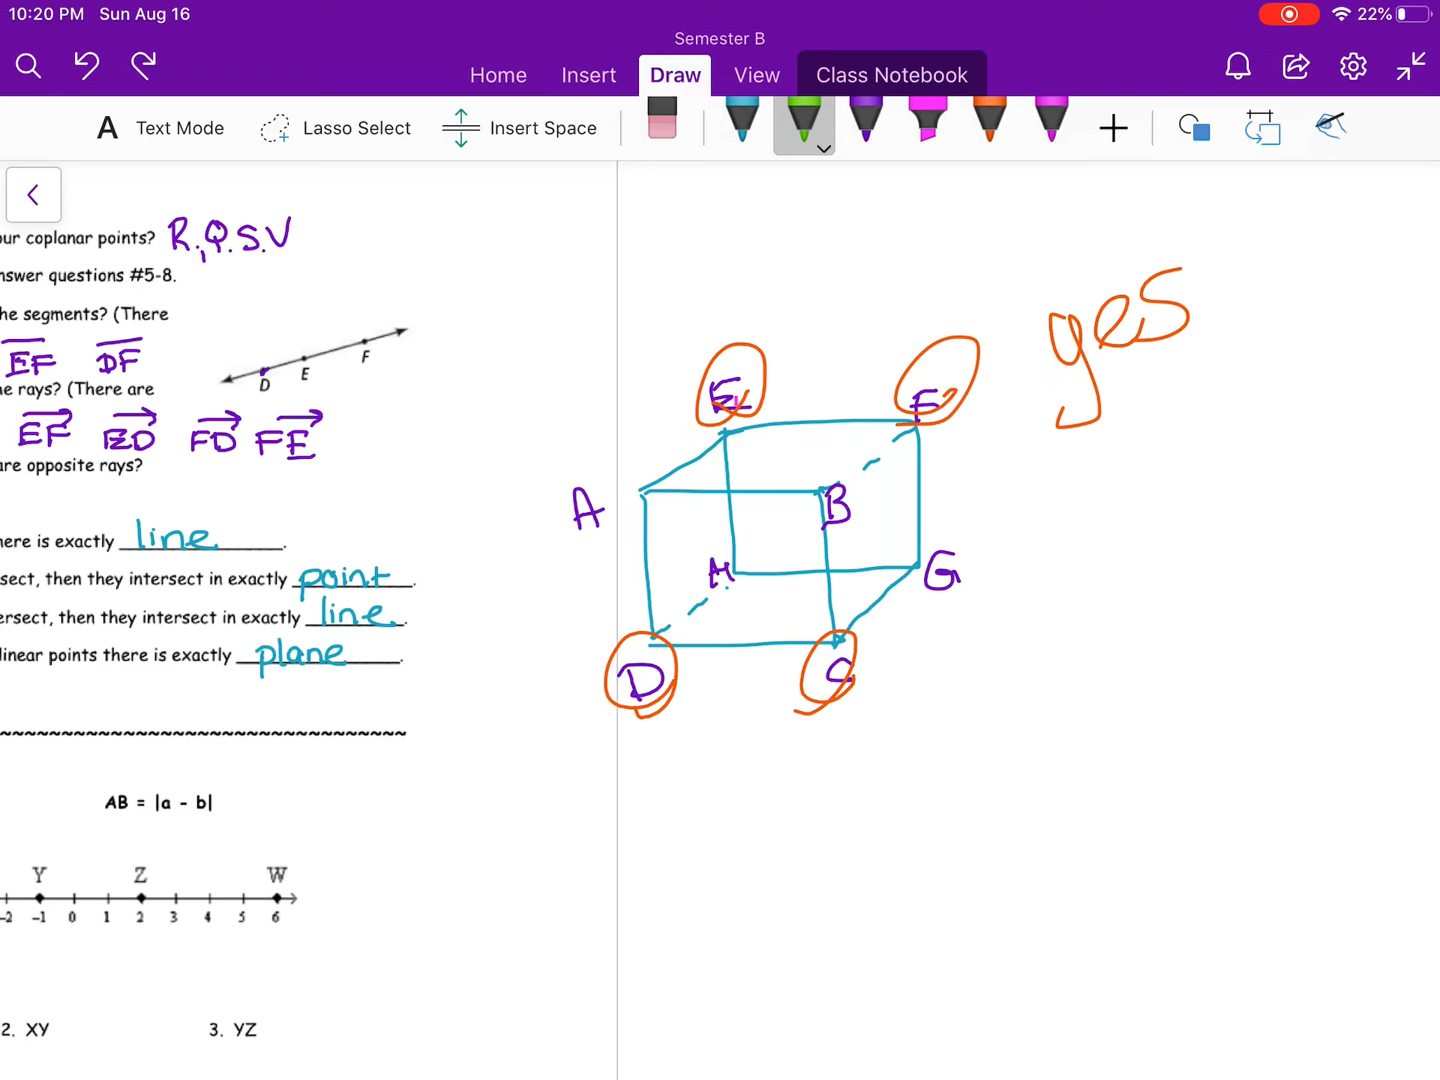 10:20 PM Sun Aug 16
22%
Semester B
Home Insert Draw View Class Notebook
A Text Mode Lasso Select Insert Space
our coplanar points? R, Q. S. V
nswer questions #5-8.
he segments? (There
EF DF
D E F
ne rays? (There are
EF ED FD FE
are opposite rays?
here is exactly line.
sect, then they intersect in exactly point.
ersect, then they intersect in exactly line.
linear points there is exactly plane.
~~~~~~~~~~~~~~~~~~~~~~~~~~~~~~~~
AB = |a - b|
Y Z W
-2 -1 0 1 2 3 4 5 6
2. XY 3. YZ
yes
E F
A B
H G
D C